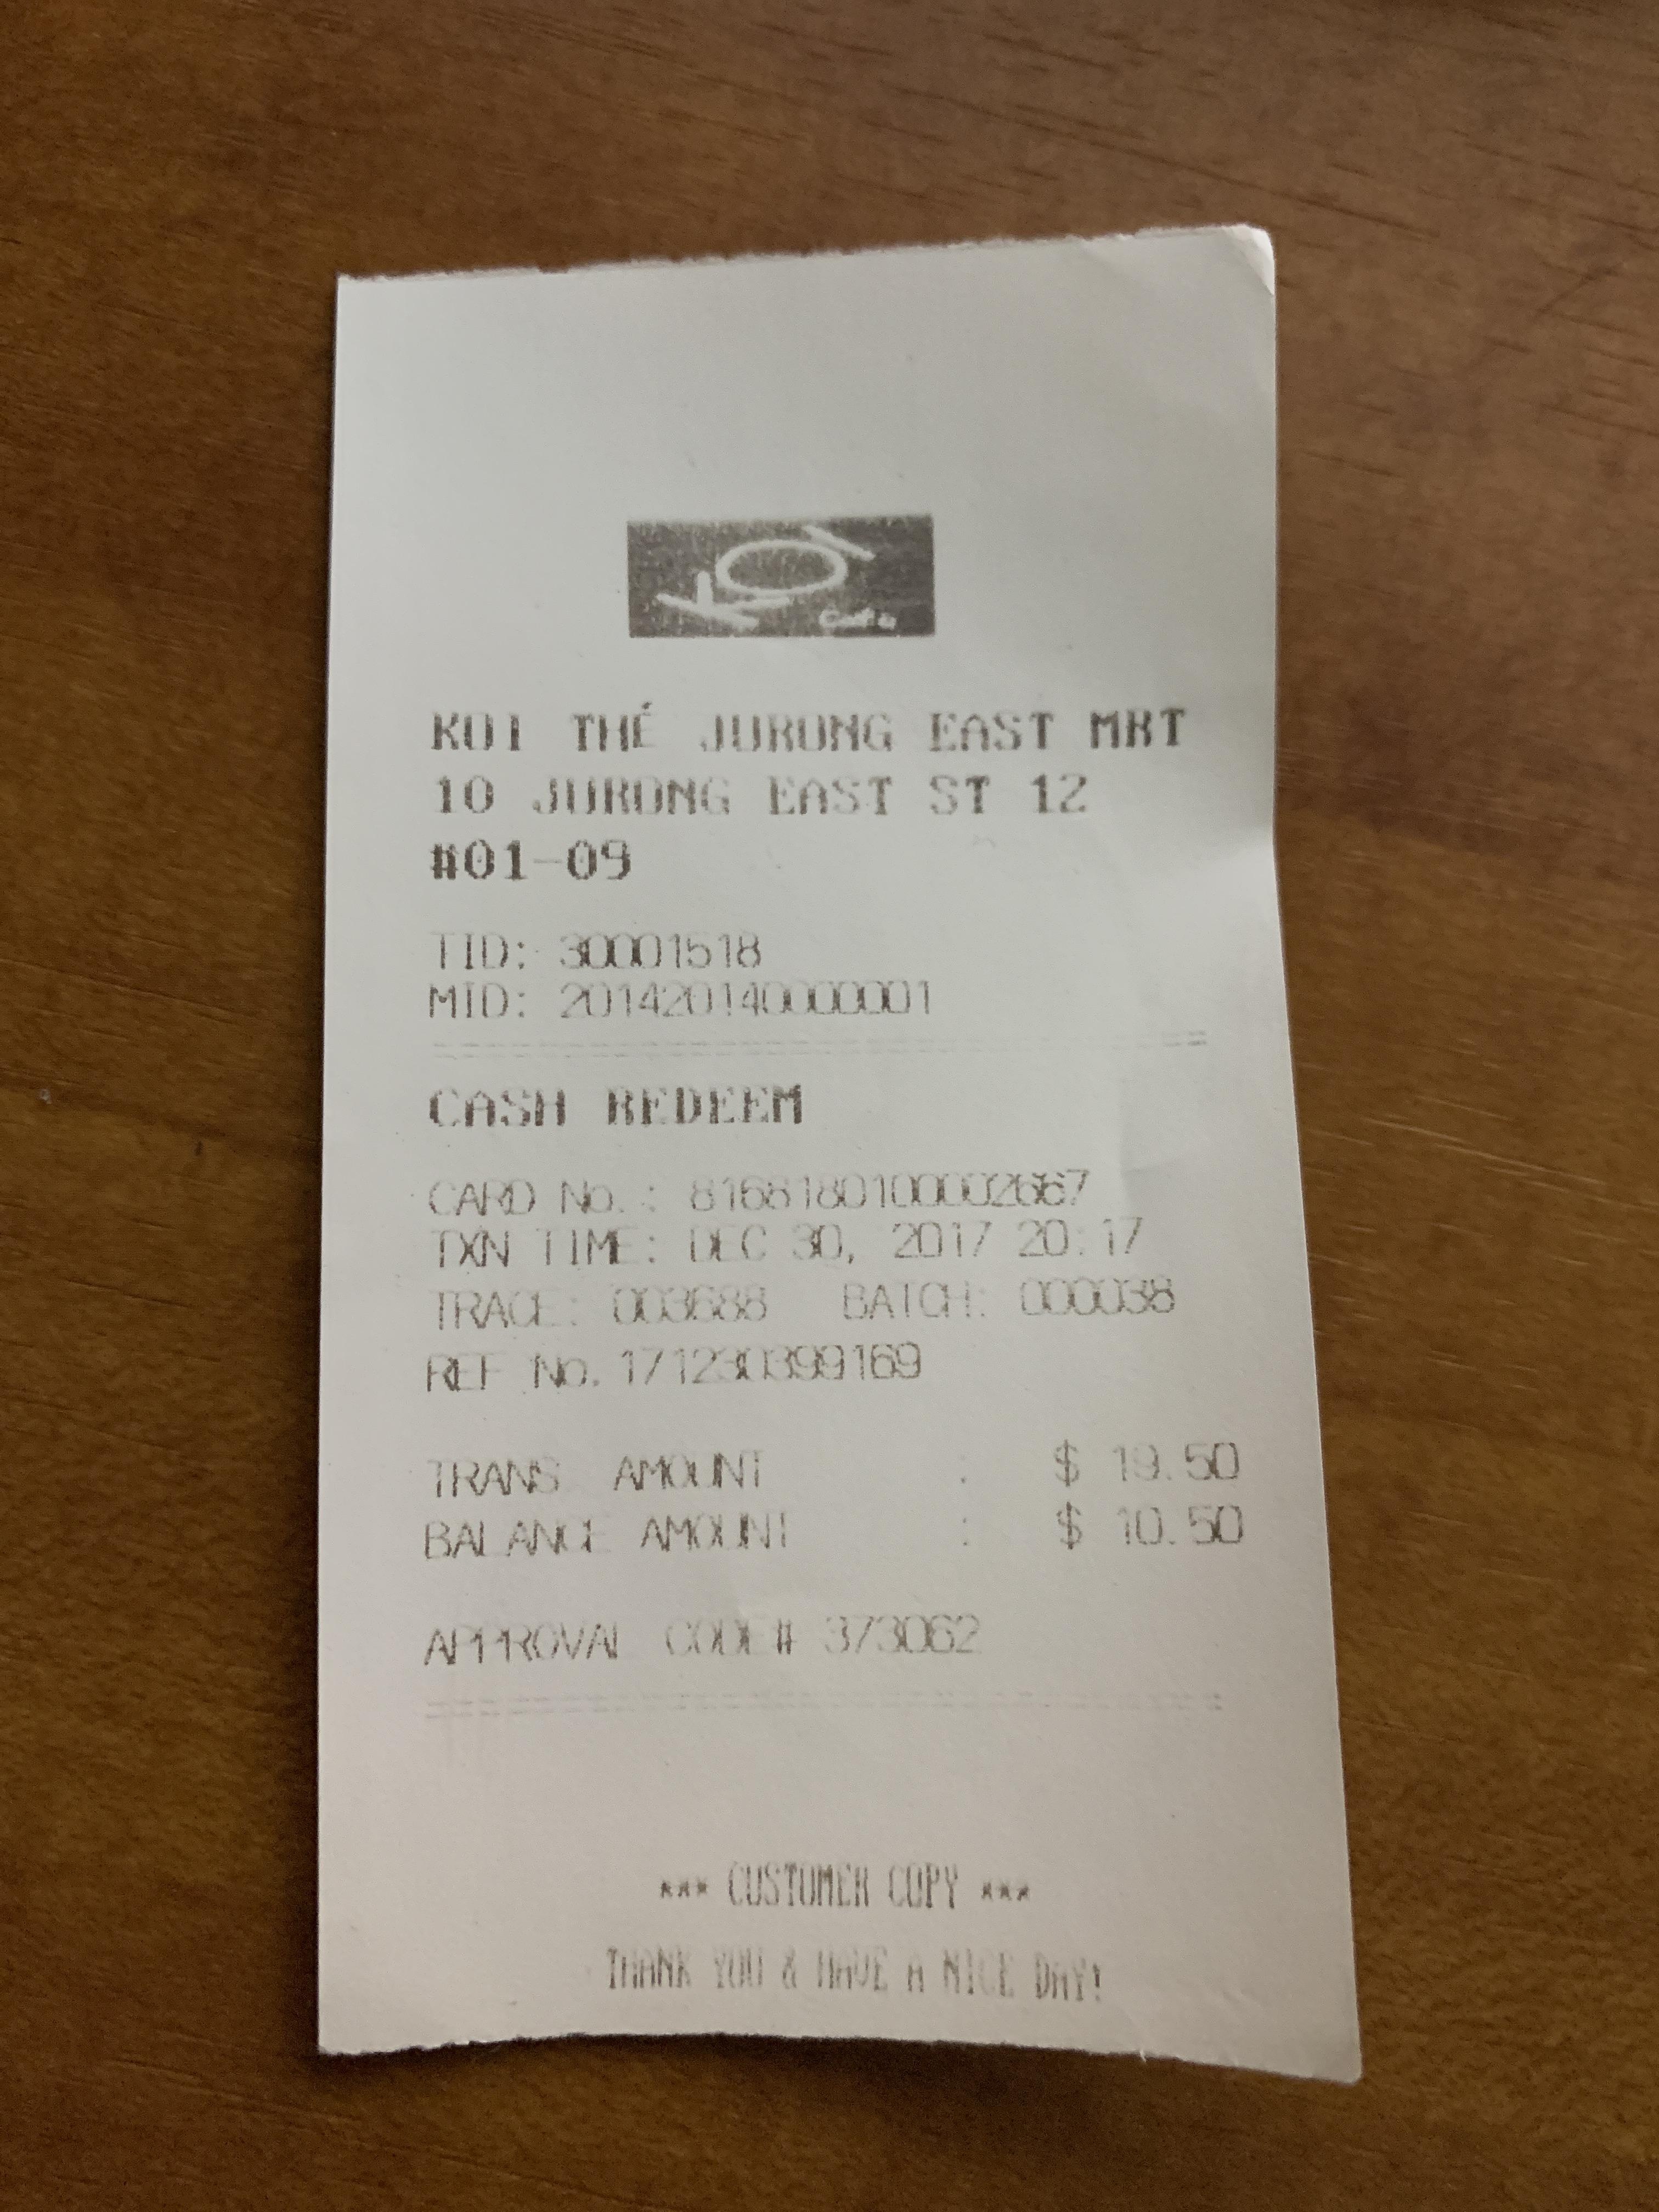 KOI
Café
KOI THÉ JURONG EAST MRT
10 JURONG EAST ST 12
#01-09
TID: 30001518
MID: 201420140000001
CASH REDEEM
CARD No. : 8168180100002667
TXN TIME: DEC 30, 2017 20:17
TRACE: 003688 BATCH: 000038
REF No. 171230399169
TRANS AMOUNT : $ 19.50
BALANCE AMOUNT : $ 10.50
APPROVAL CODE# 373062
*** CUSTOMER COPY ***
THANK YOU & HAVE A NICE DAY!